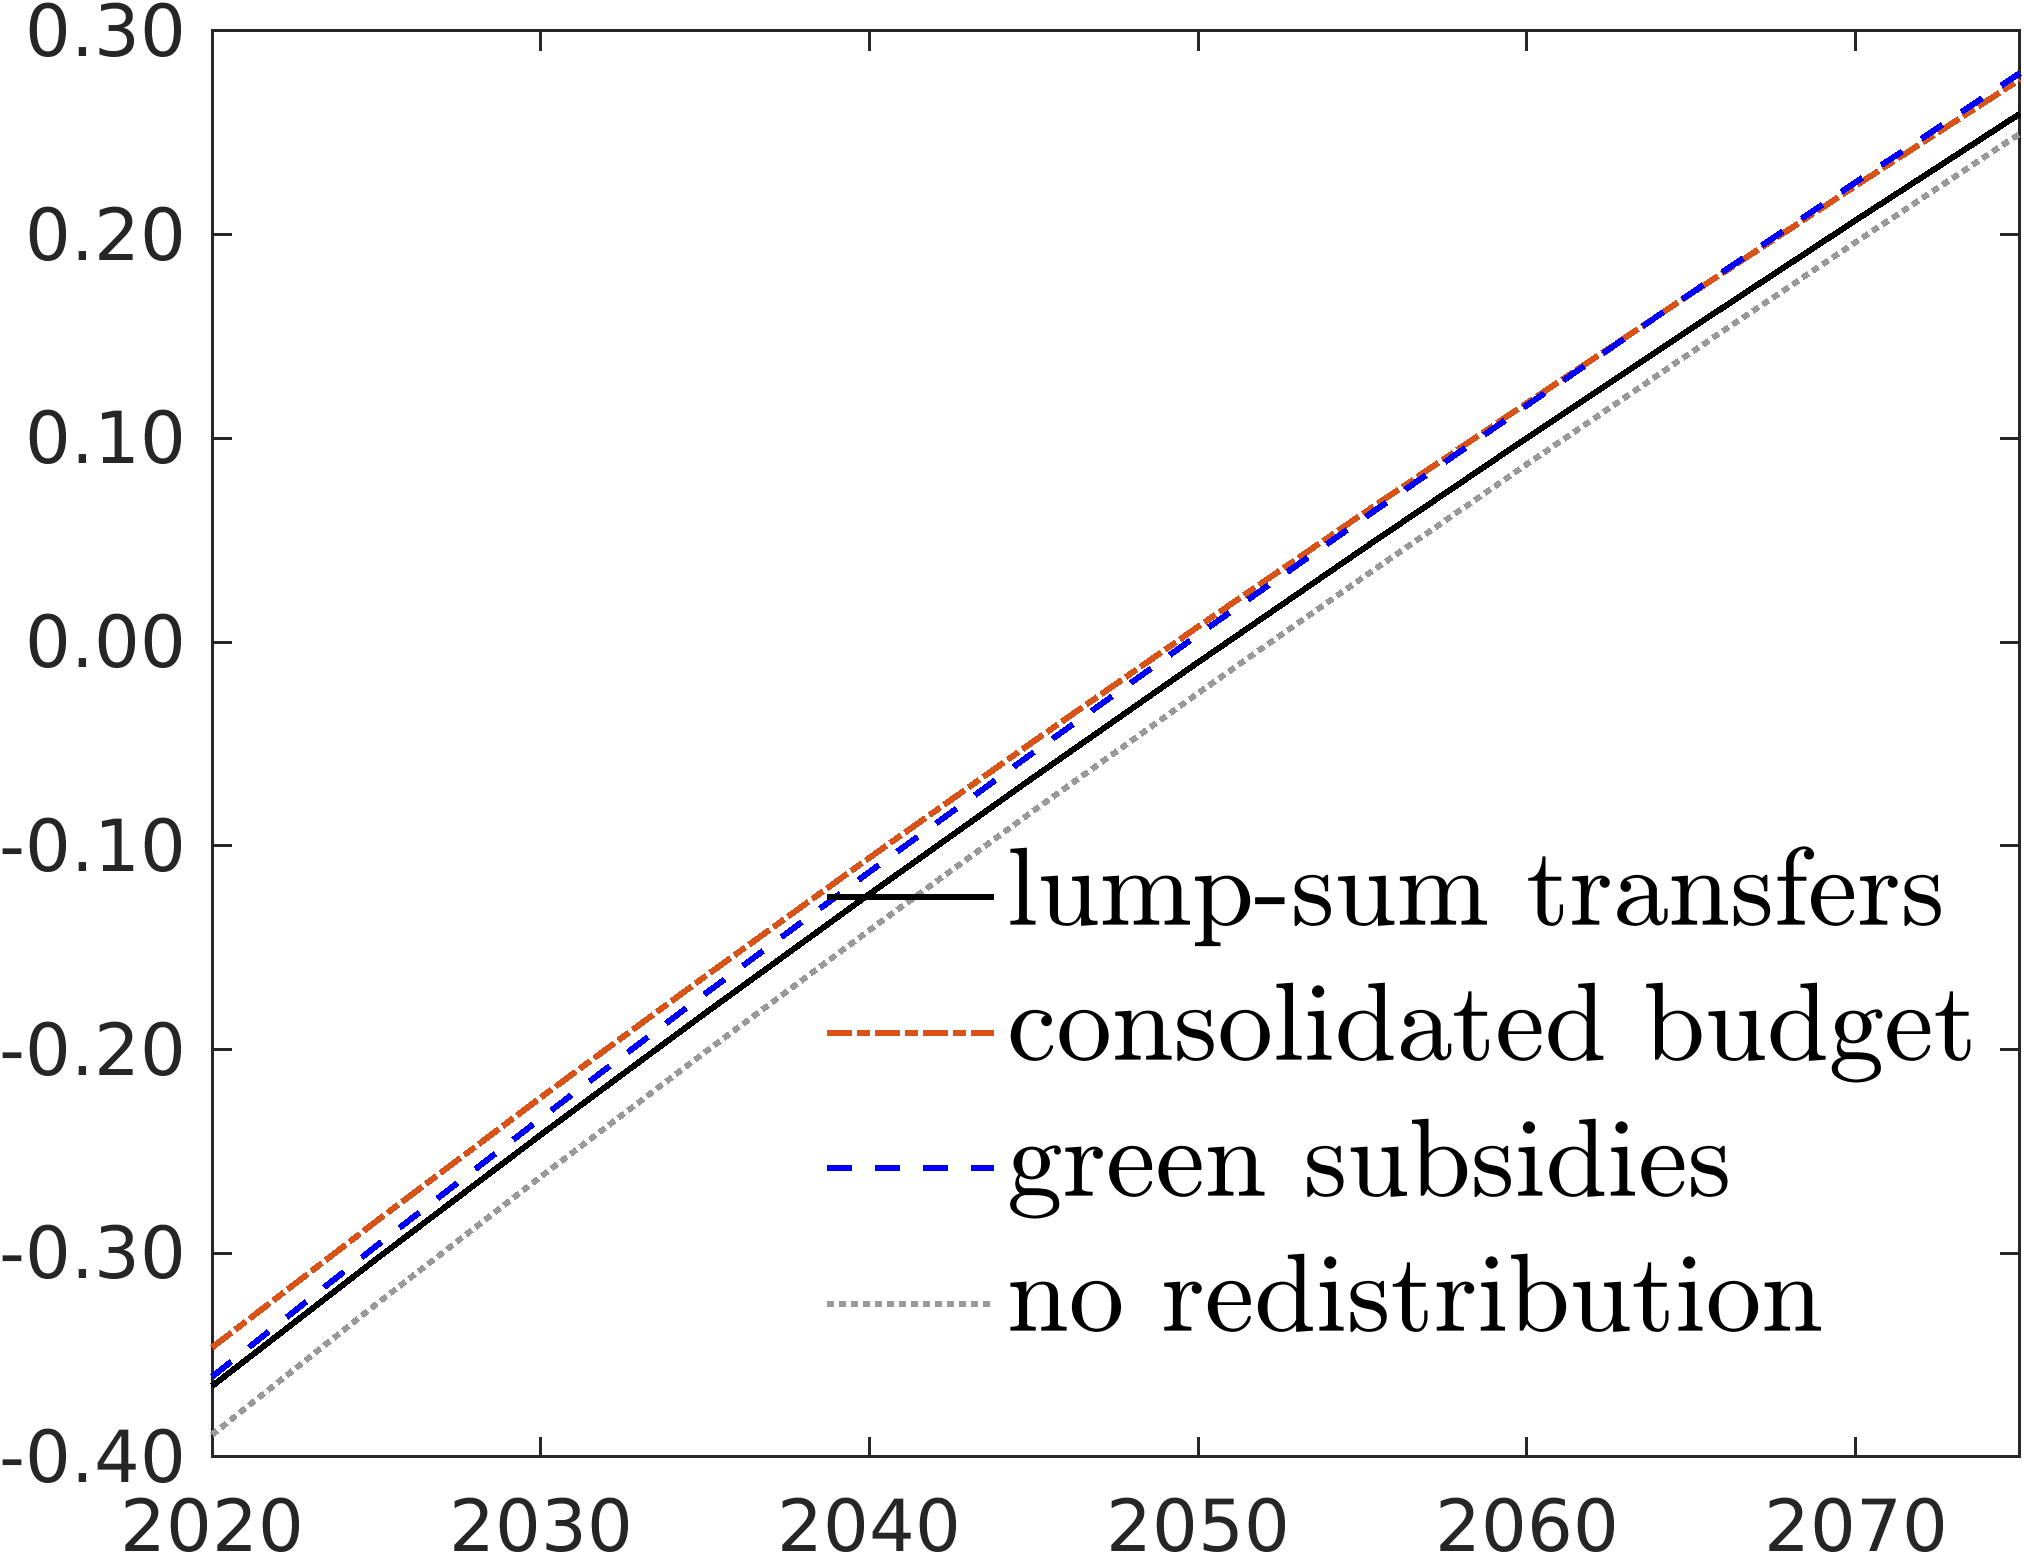 0.30
0.20
0.10
0.00
-0.10
-0.20
-0.30
-0.40
lump-sum transfers
consolidated budget
green subsidies
no redistribution
2020 2030 2040 2050 2060 2070